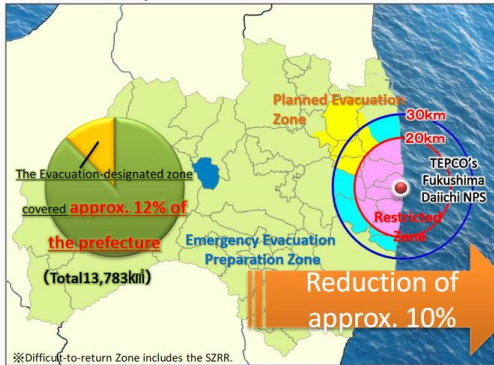 Planned Evacuation
Zone
30km
20km
TEPCO's
Fukushima
Daiichi NPS
Restricted
Zone
The Evacuation-designated zone
covered approx. 12% of
the prefecture
(Total13,783㎢)
Emergency Evacuation
Preparation Zone
Reduction of
approx. 10%
※Difficult-to-return Zone includes the SZRR.